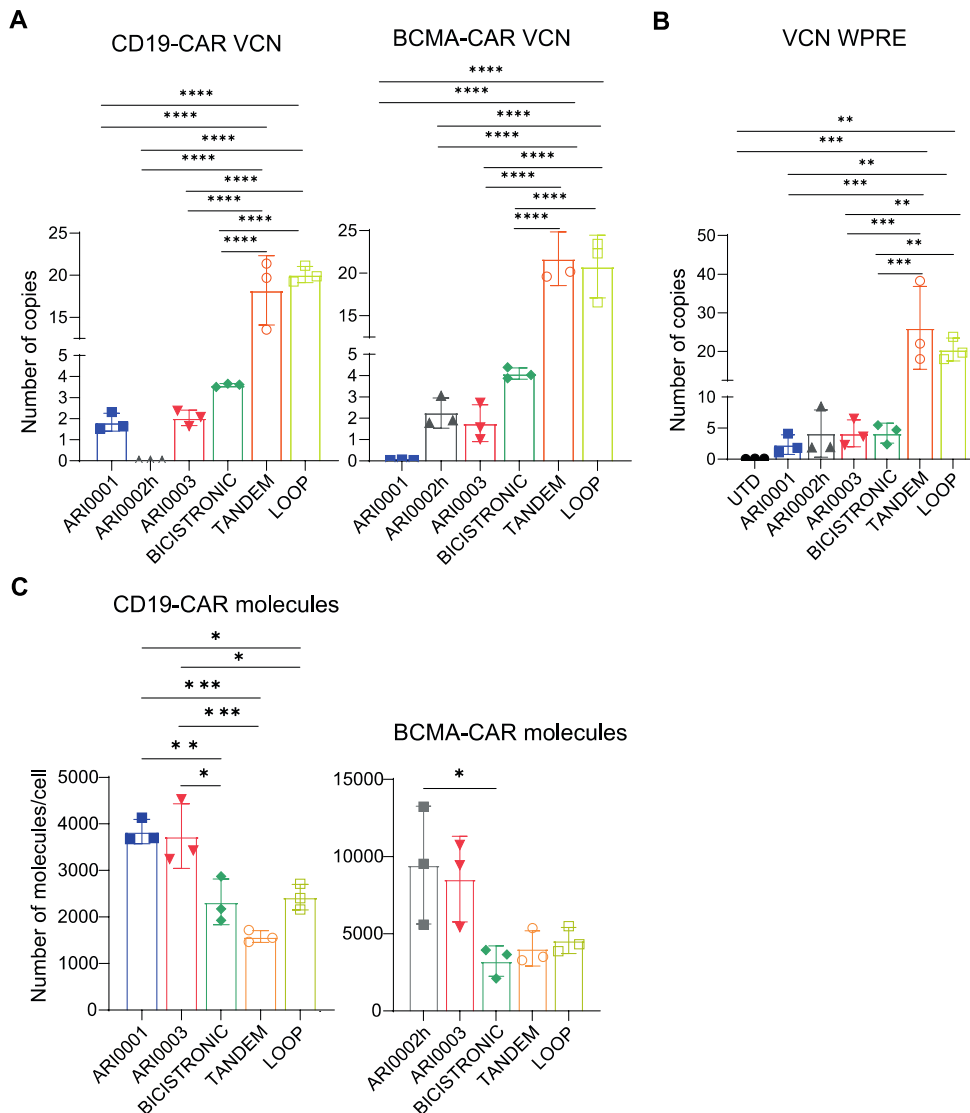 A
CD19-CAR VCN
****
****
****
****
****
****
****
****
Number of copies
25
20
15
5
4
3
2
1
0
ARI0001
ARI0002h
ARI0003
BICISTRONIC
TANDEM
LOOP
BCMA-CAR VCN
****
****
****
****
****
****
****
****
25
20
15
5
4
3
2
1
0
ARI0001
ARI0002h
ARI0003
BICISTRONIC
TANDEM
LOOP
B
VCN WPRE
**
***
**
***
**
***
**
***
Number of copies
50
40
30
20
10
5
0
UTD
ARI0001
ARI0002h
ARI0003
BICISTRONIC
TANDEM
LOOP
C
CD19-CAR molecules
*
*
***
***
**
*
Number of molecules/cell
5000
4000
3000
2000
1000
0
ARI0001
ARI0003
BICISTRONIC
TANDEM
LOOP
BCMA-CAR molecules
*
15000
10000
5000
0
ARI0002h
ARI0003
BICISTRONIC
TANDEM
LOOP